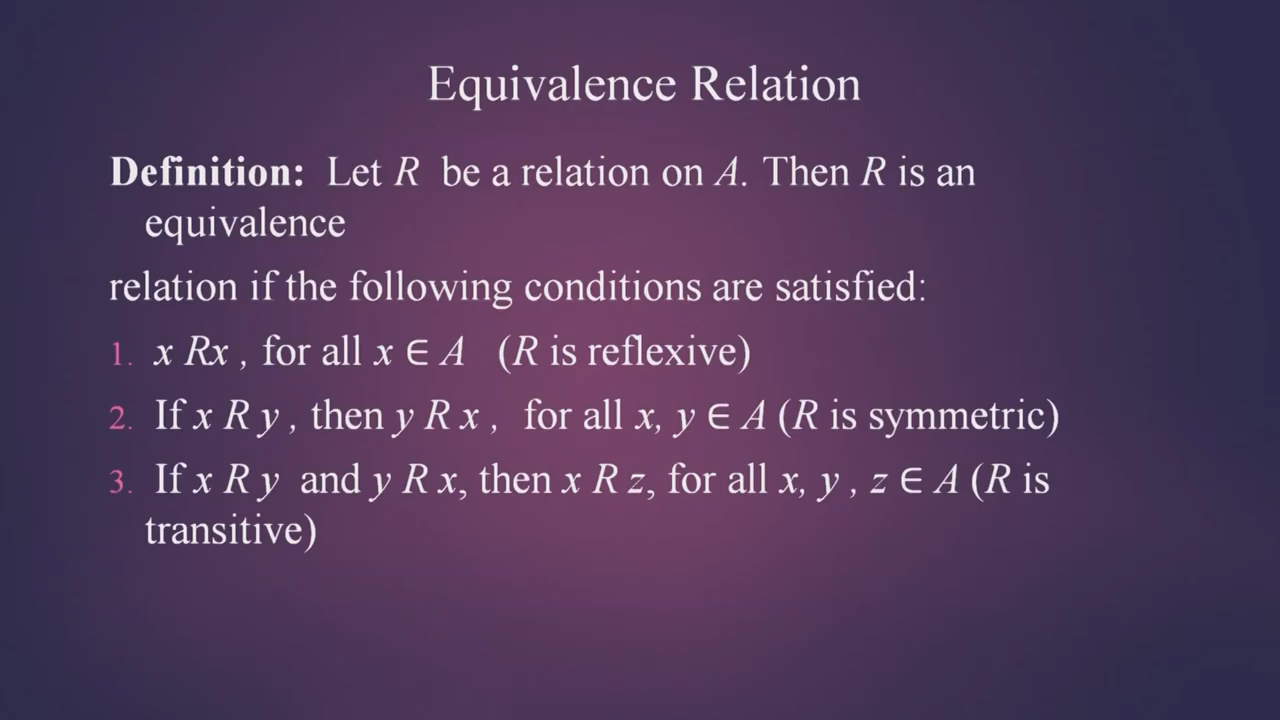 Equivalence Relation
Definition: Let R be a relation on A. Then R is an
equivalence
relation if the following conditions are satisfied:
1. x Rx , for all x ∈ A (R is reflexive)
2. If x R y , then y R x , for all x, y ∈ A (R is symmetric)
3. If x R y and y R x, then x R z, for all x, y , z ∈ A (R is
transitive)